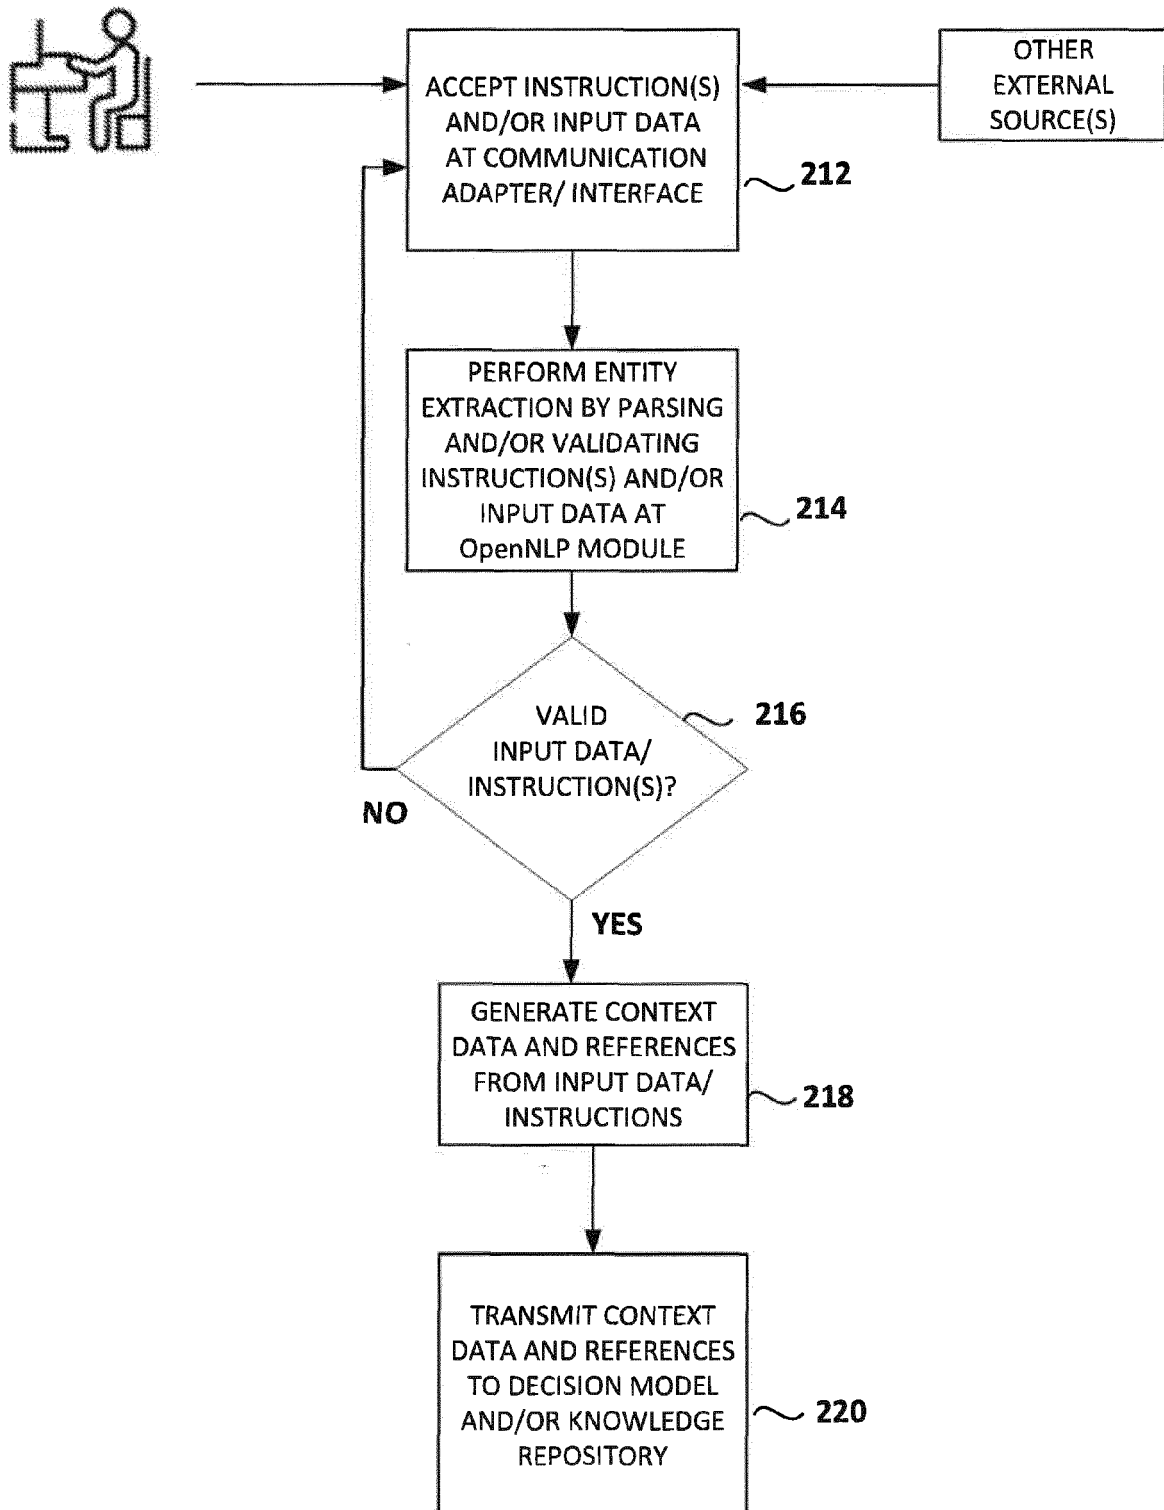 ACCEPT INSTRUCTION(S)
AND/OR INPUT DATA
AT COMMUNICATION
ADAPTER/ INTERFACE
212
OTHER
EXTERNAL
SOURCE(S)
PERFORM ENTITY
EXTRACTION BY PARSING
AND/OR VALIDATING
INSTRUCTION(S) AND/OR
INPUT DATA AT
OpenNLP MODULE
214
VALID
INPUT DATA/
INSTRUCTION(S)?
216
NO
YES
GENERATE CONTEXT
DATA AND REFERENCES
FROM INPUT DATA/
INSTRUCTIONS
218
TRANSMIT CONTEXT
DATA AND REFERENCES
TO DECISION MODEL
AND/OR KNOWLEDGE
REPOSITORY
220